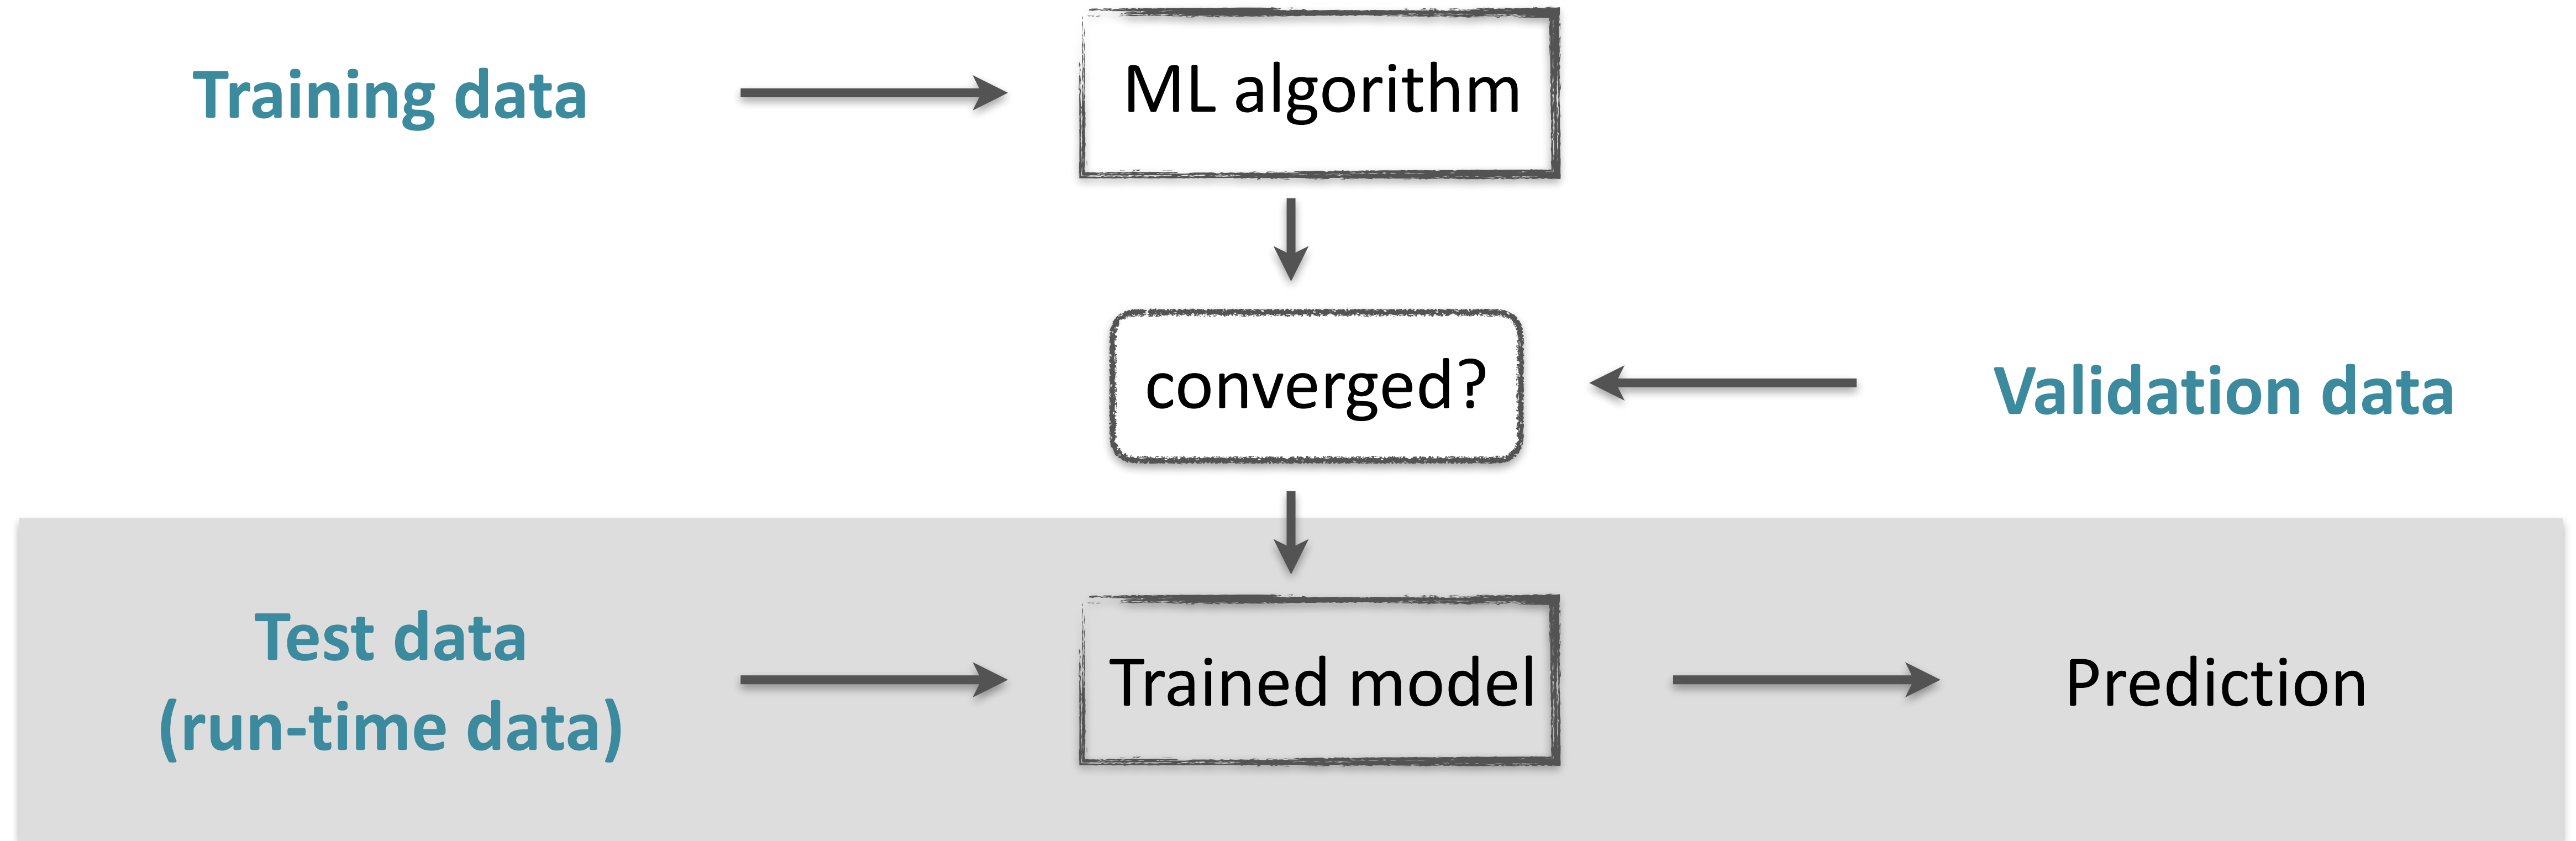 Training data
ML algorithm
converged?
Validation data
Test data
(run-time data)
Trained model
Prediction